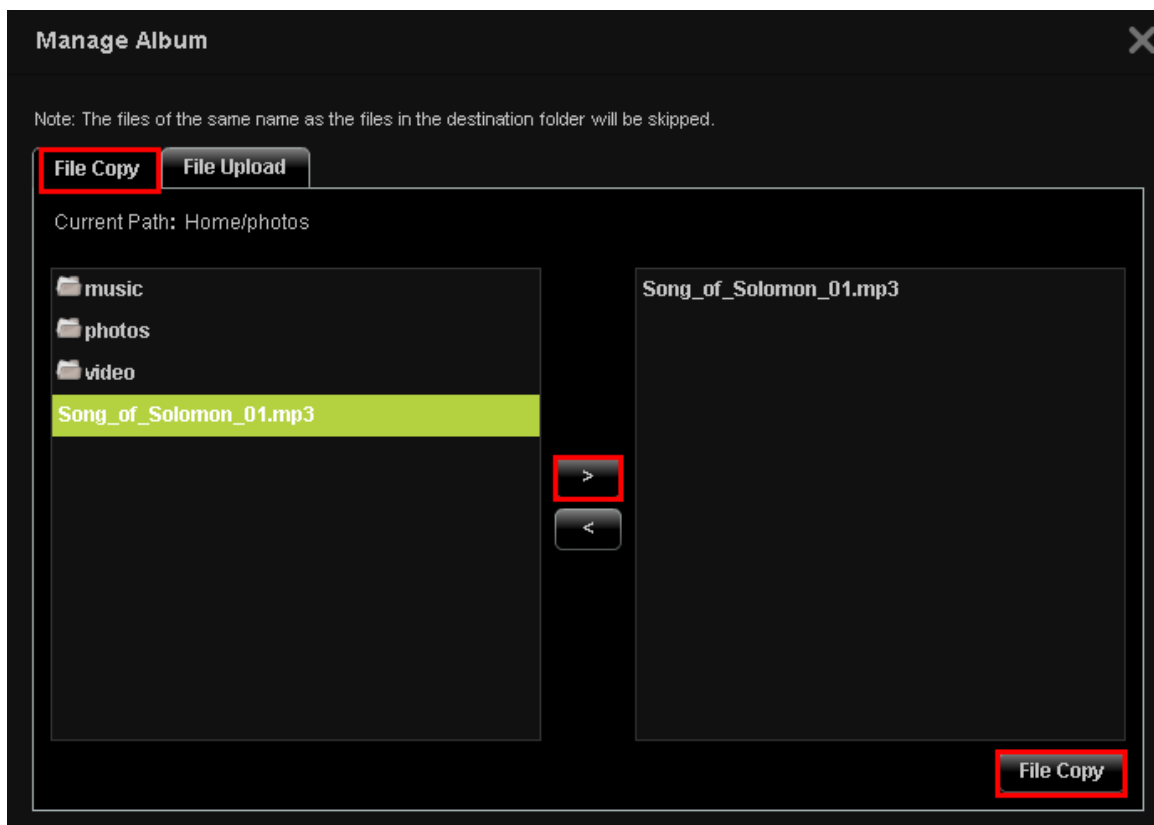 Manage Album
Note: The files of the same name as the files in the destination folder will be skipped.
File Copy
File Upload
Current Path: Home/photos
music
photos
video
Song_of_Solomon_01.mp3
>
<
Song_of_Solomon_01.mp3
File Copy